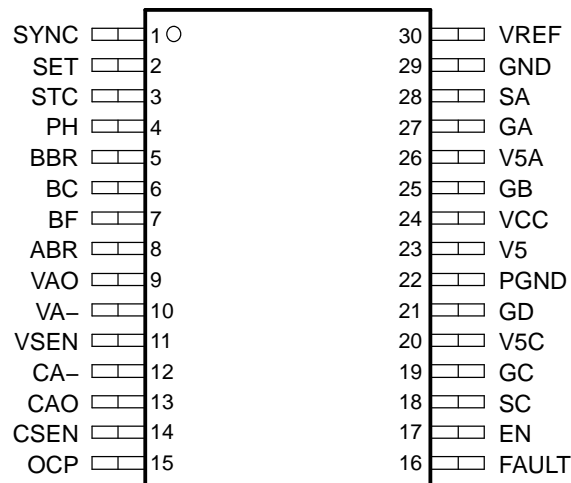 SYNC 1 30 VREF
SET 2 29 GND
STC 3 28 SA
PH 4 27 GA
BBR 5 26 V5A
BC 6 25 GB
BF 7 24 VCC
ABR 8 23 V5
VAO 9 22 PGND
VA− 10 21 GD
VSEN 11 20 V5C
CA− 12 19 GC
CAO 13 18 SC
CSEN 14 17 EN
OCP 15 16 FAULT